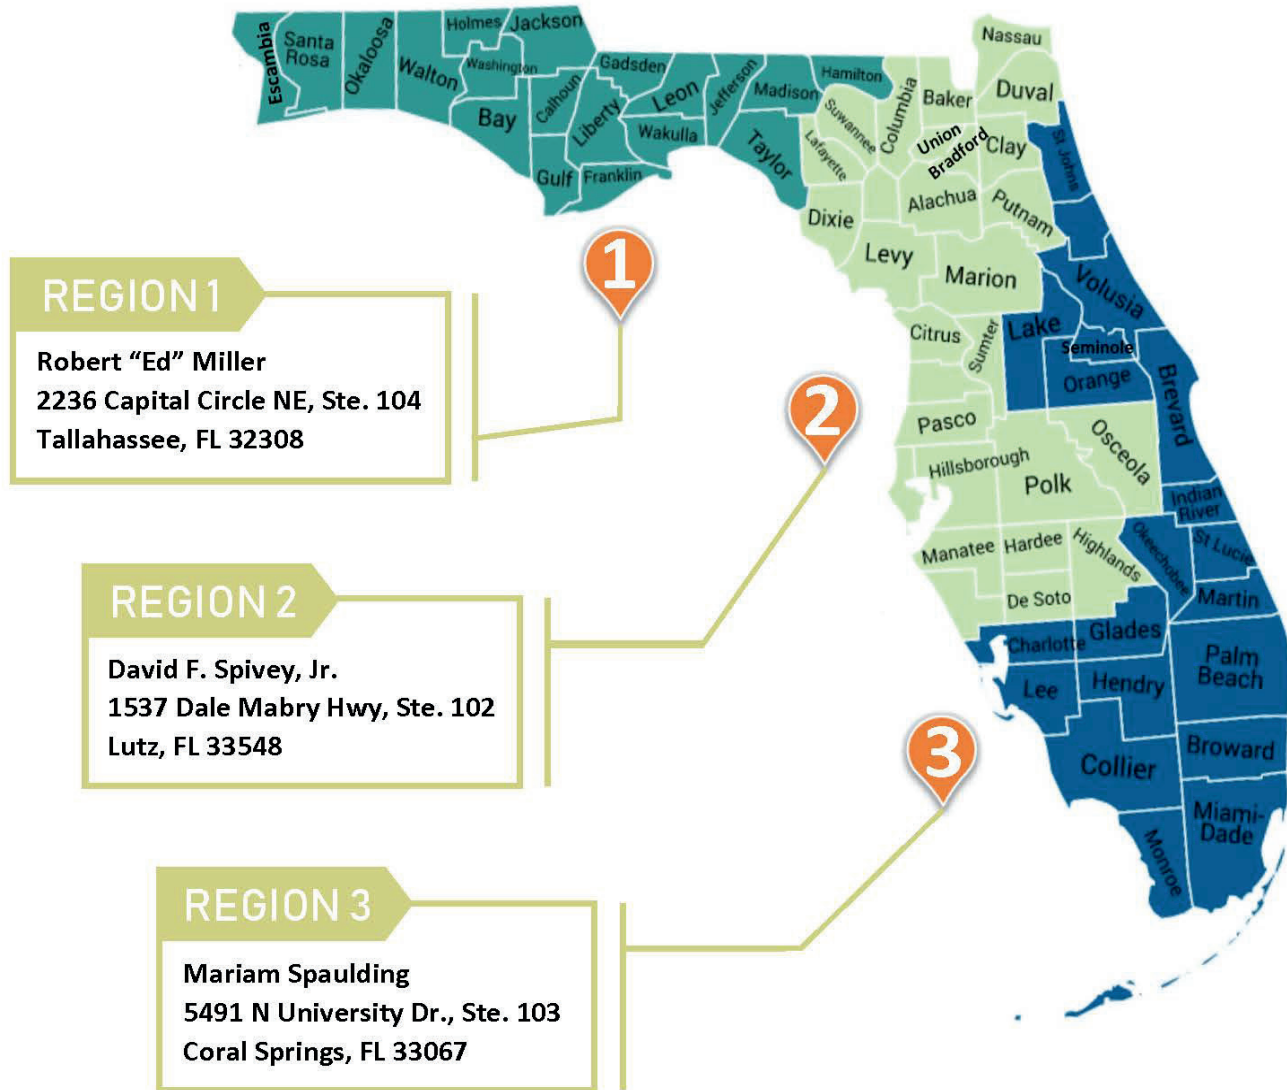 Escambia
Santa
Rosa
Okaloosa
Walton
Holmes
Jackson
Washington
Bay
Calhoun
Gulf
Liberty
Franklin
Gadsden
Leon
Wakulla
Jefferson
Madison
Taylor
Hamilton
Suwannee
Lafayette
Columbia
Baker
Nassau
Duval
Union
Bradford
Clay
St Johns
Dixie
Alachua
Putnam
Levy
Marion
Volusia
Citrus
Sumter
Lake
Seminole
Orange
Brevard
Pasco
Hillsborough
Polk
Osceola
Indian
River
Manatee
Hardee
Highlands
Okeechobee
St Lucie
De Soto
Martin
Charlotte
Glades
Palm
Beach
Lee
Hendry
Collier
Broward
Miami-
Dade
Monroe
1
REGION 1
Robert “Ed” Miller
2236 Capital Circle NE, Ste. 104
Tallahassee, FL 32308
2
REGION 2
David F. Spivey, Jr.
1537 Dale Mabry Hwy, Ste. 102
Lutz, FL 33548
3
REGION 3
Mariam Spaulding
5491 N University Dr., Ste. 103
Coral Springs, FL 33067